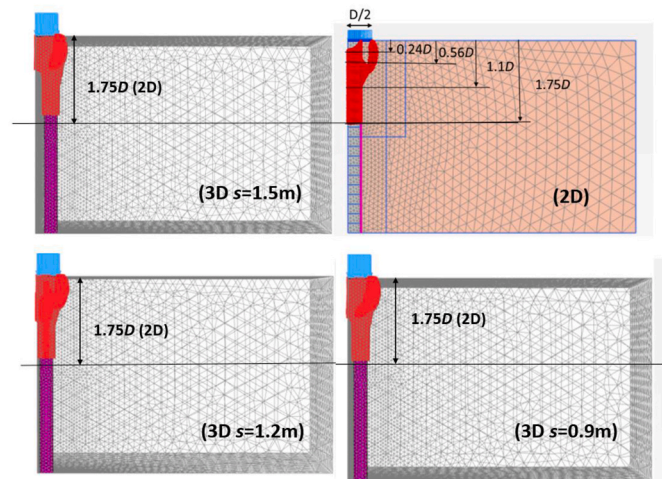 D/2
0.24D
0.56D
1.1D
1.75D
1.75D (2D)
(3D s=1.5m)
(2D)
1.75D (2D)
(3D s=1.2m)
1.75D (2D)
(3D s=0.9m)